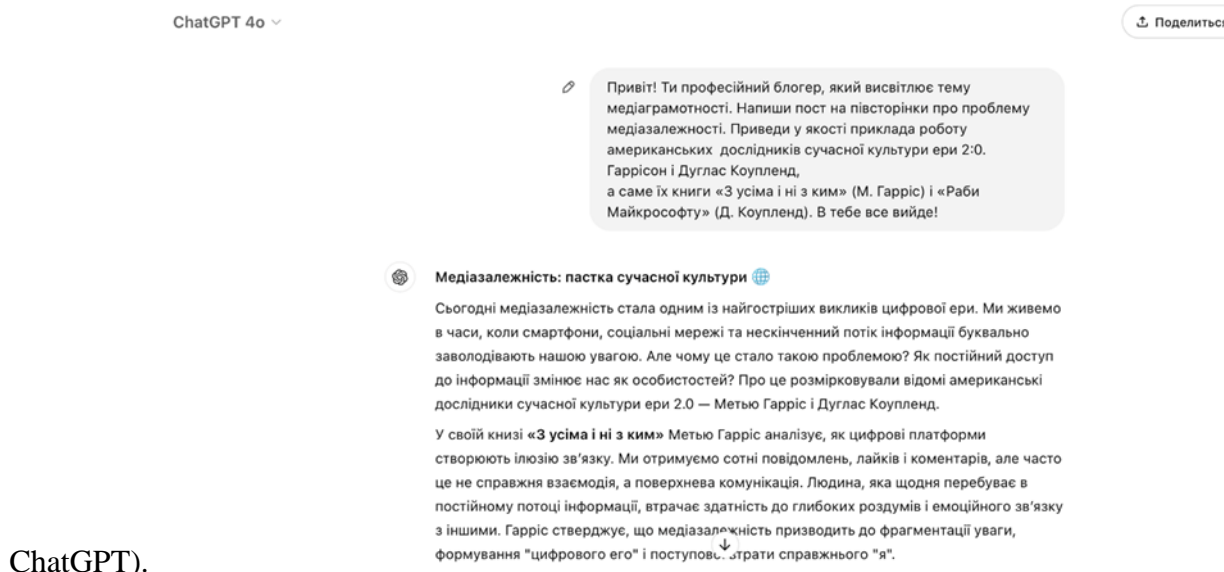 ChatGPT 4o
Поделиться
Привіт! Ти професійний блогер, який висвітлює тему
медіаграмотності. Напиши пост на півсторінки про проблему
медіазалежності. Приведи у якості приклада роботу
американських дослідників сучасної культури ери 2:0.
Гаррісон і Дуглас Коупленд,
а саме їх книги «З усіма і ні з ким» (М. Гарріс) і «Раби
Майкрософту» (Д. Коупленд). В тебе все вийде!
Медіазалежність: пастка сучасної культури 🌐
Сьогодні медіазалежність стала одним із найгостріших викликів цифрової ери. Ми живемо
в часи, коли смартфони, соціальні мережі та нескінченний потік інформації буквально
заволодівають нашою увагою. Але чому це стало такою проблемою? Як постійний доступ
до інформації змінює нас як особистостей? Про це розмірковували відомі американські
дослідники сучасної культури ери 2.0 — Метью Гарріс і Дуглас Коупленд.
У своїй книзі «З усіма і ні з ким» Метью Гарріс аналізує, як цифрові платформи
створюють ілюзію зв’язку. Ми отримуємо сотні повідомлень, лайків і коментарів, але часто
це не справжня взаємодія, а поверхнева комунікація. Людина, яка щодня перебуває в
постійному потоці інформації, втрачає здатність до глибоких роздумів і емоційного зв’язку
з іншими. Гарріс стверджує, що медіазалежність призводить до фрагментації уваги,
формування "цифрового его" і поступової втрати справжнього "я".
ChatGPT).